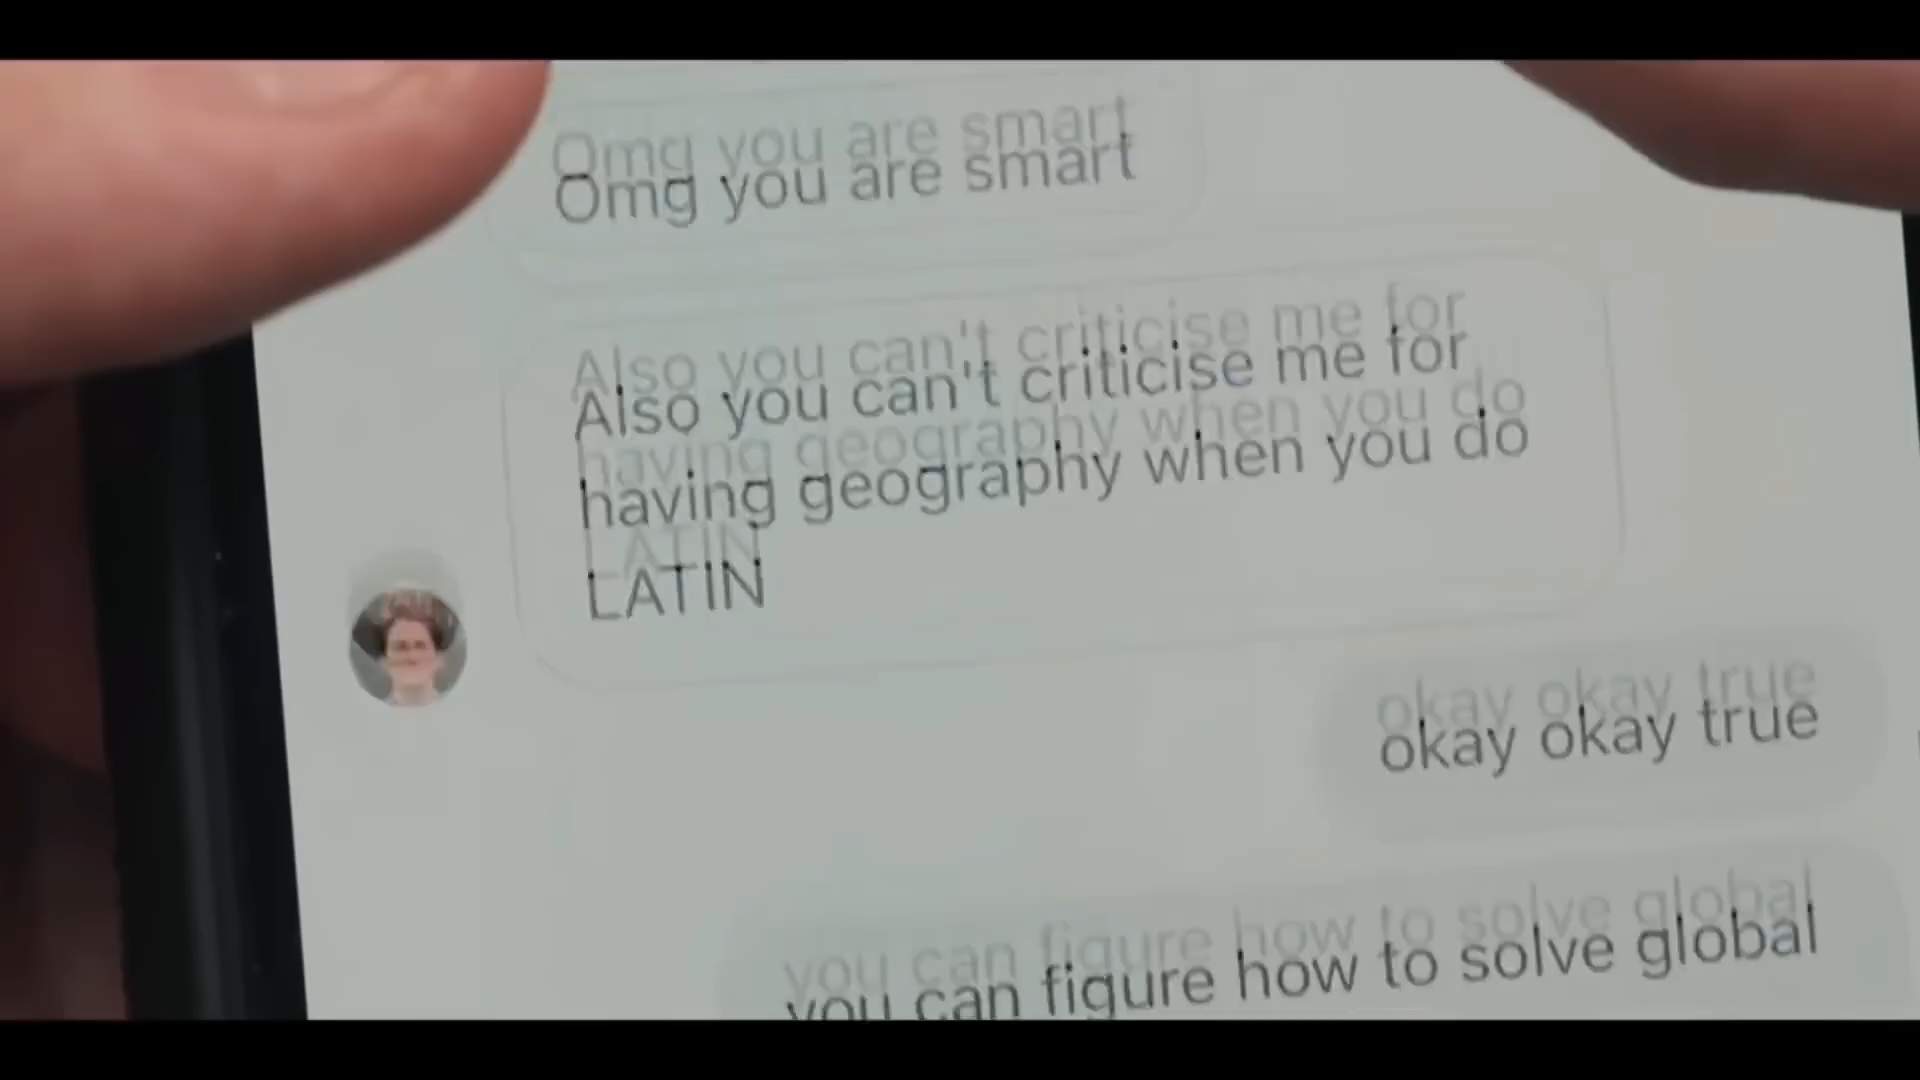 Omg you are smart
Also you can't criticise me for
having geography when you do
LATIN
okay okay true
you can figure how to solve global